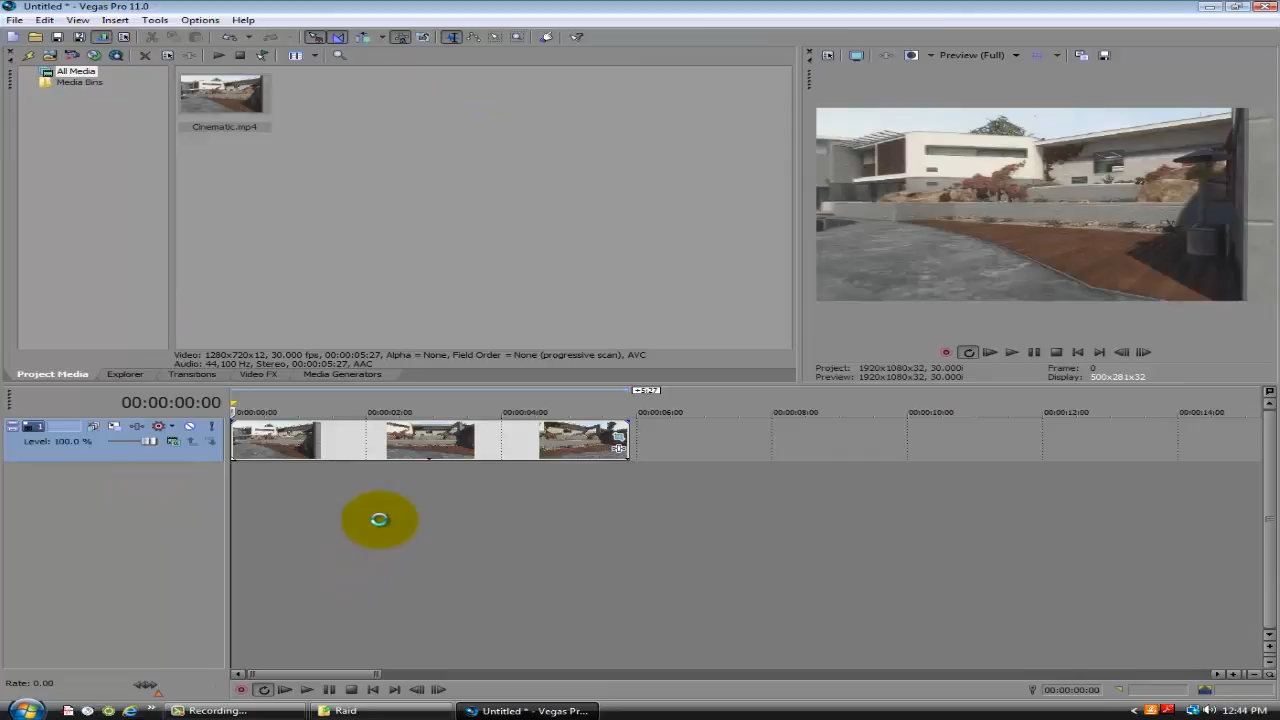 Untitled * - Vegas Pro 11.0
File Edit View Insert Tools Options Help
Preview (Full)
All Media
Media Bins
Cinematic.mp4
Video: 1280x720x12, 30.000 fps, 00:00:05:27, Alpha = None, Field Order = None (progressive scan), AVC
Audio: 44,100 Hz, Stereo, 00:00:05:27, AAC
Project Media Explorer Transitions Video FX Media Generators
Project: 1920x1080x32, 30.000i Frame: 0
Preview: 1920x1080x32, 30.000i Display: 500x281x32
+5:27
00:00:00:00
00:00:00:00 00:00:02:00 00:00:04:00 00:00:06:00 00:00:08:00 00:00:10:00 00:00:12:00 00:00:14:00
1
Level: 100.0 %
Rate: 0.00
00:00:00:00
Recording... Raid Untitled * - Vegas Pr... 12:44 PM